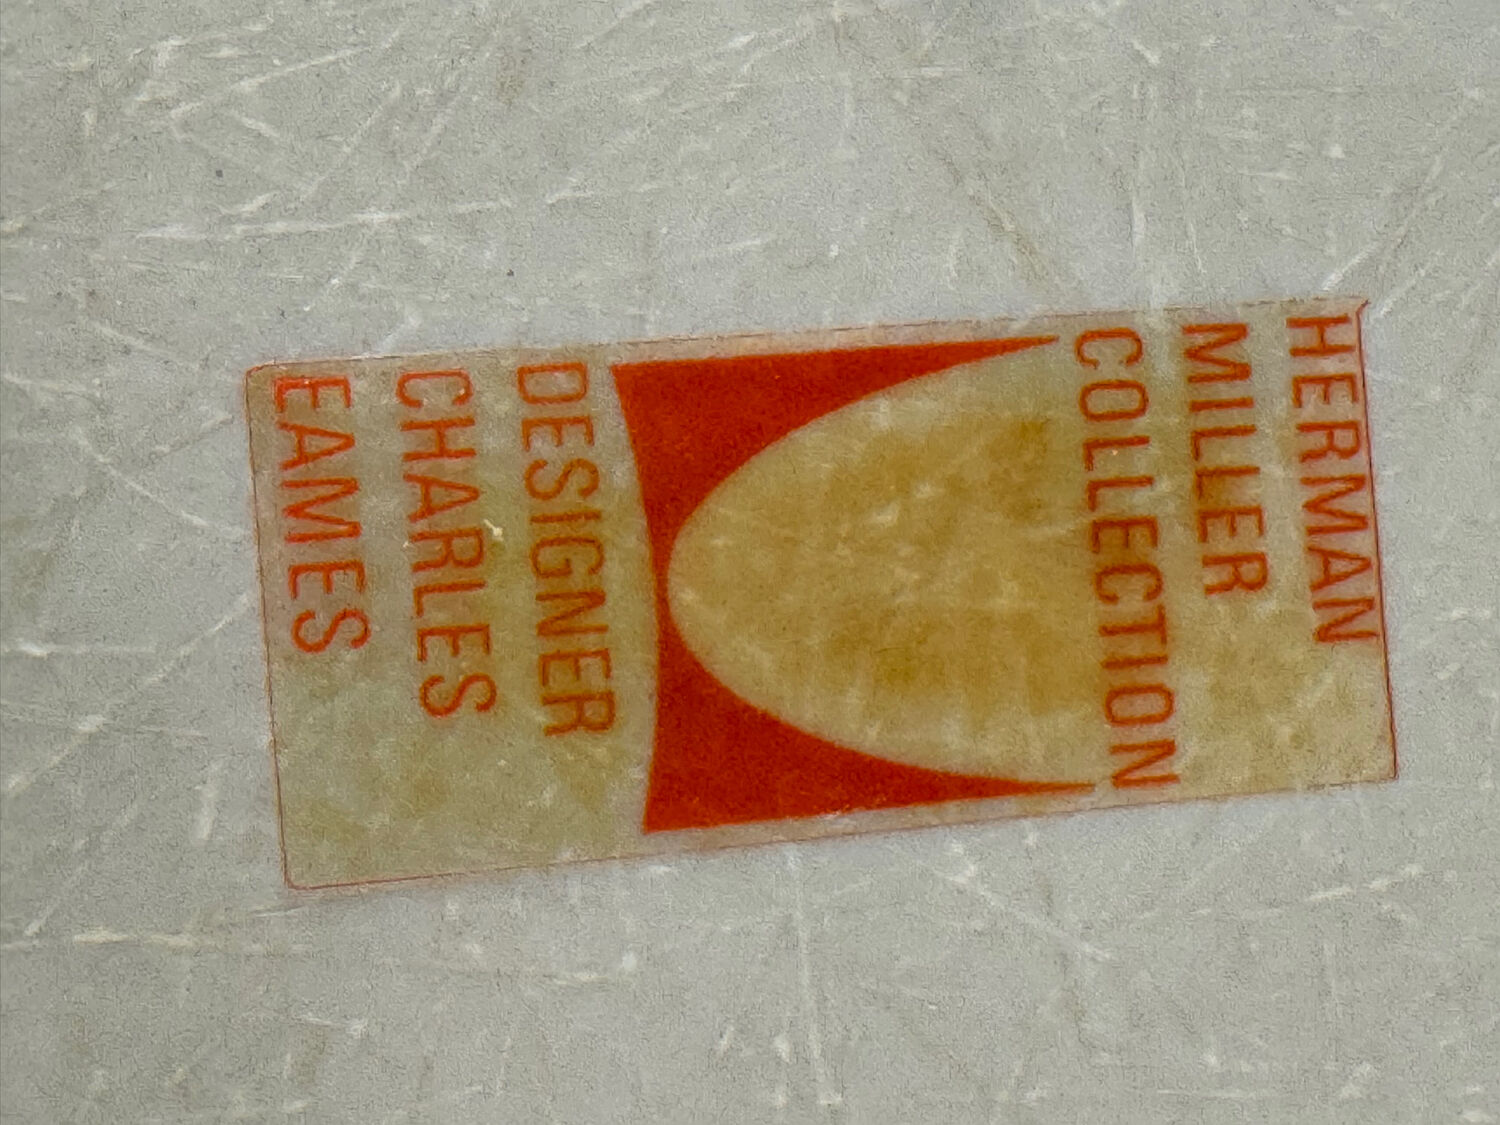 HERMAN
MILLER
COLLECTION
DESIGNER
CHARLES
EAMES